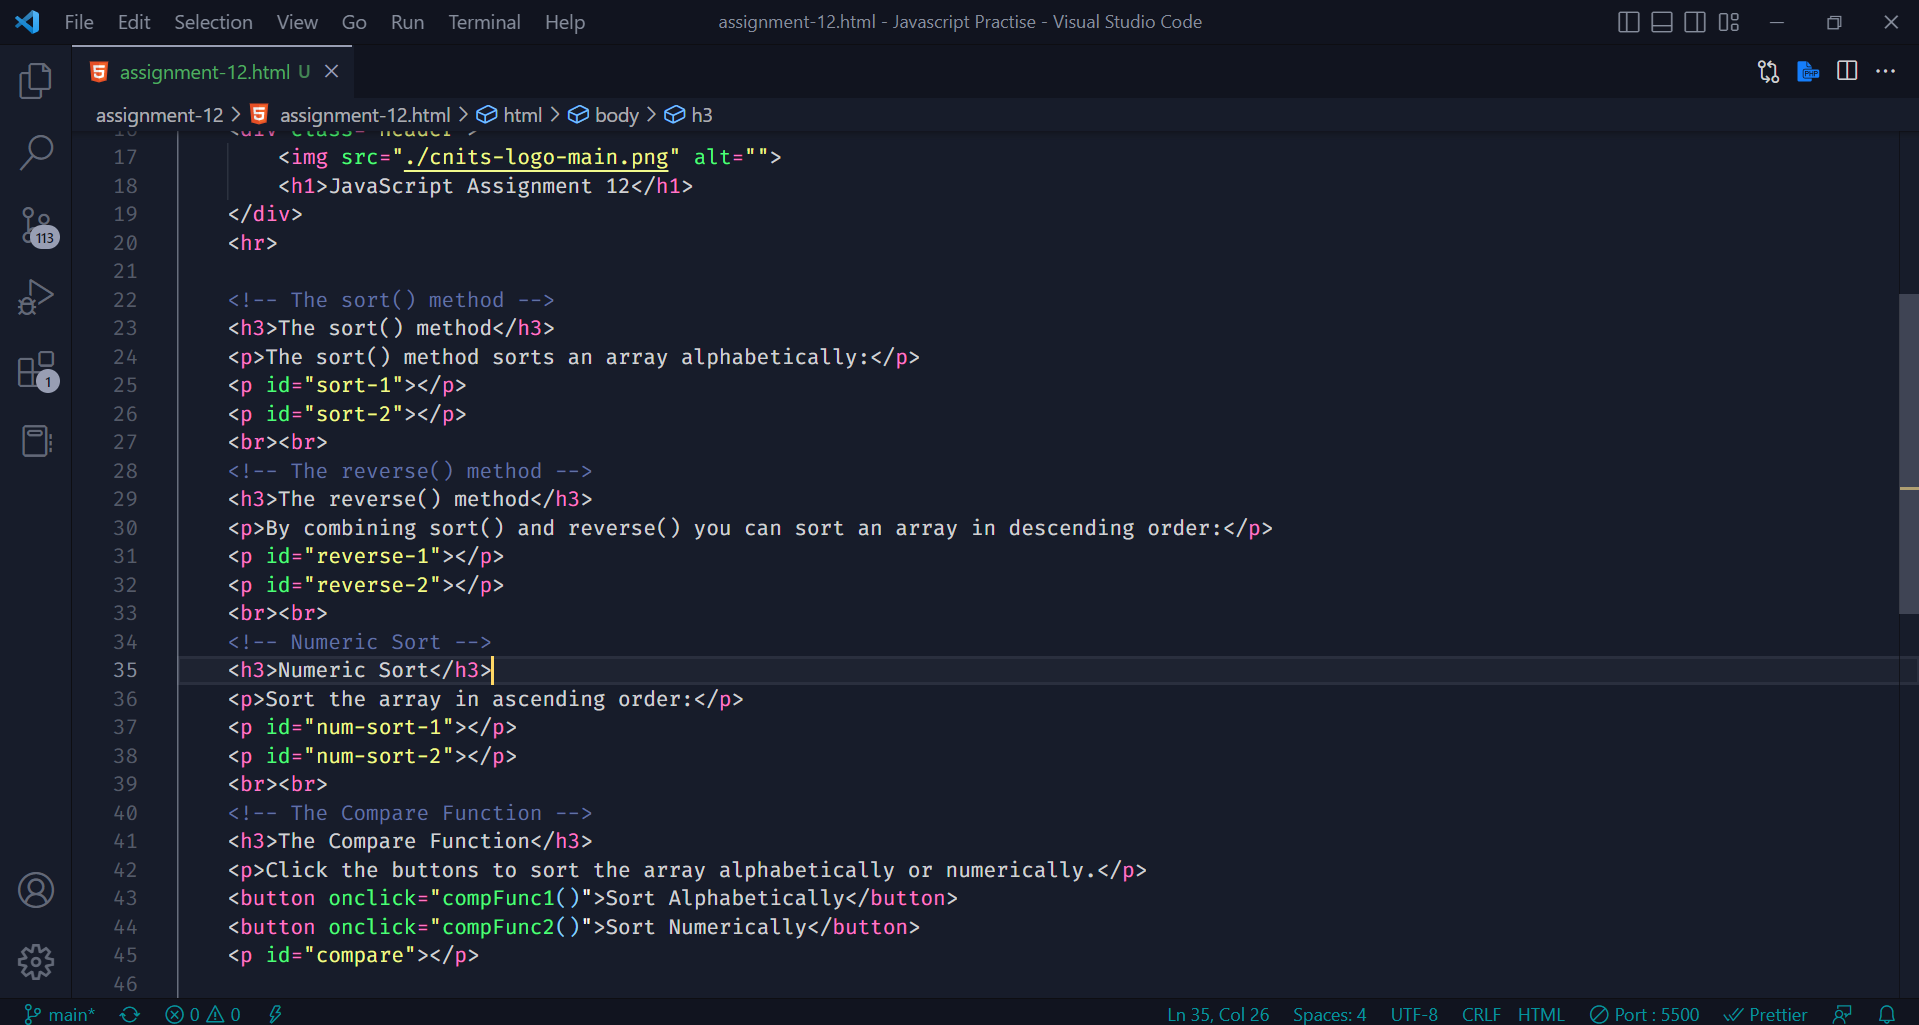 File Edit Selection View Go Run Terminal Help assignment-12.html - Javascript Practise - Visual Studio Code
assignment-12.html U
assignment-12 > assignment-12.html > html > body > h3
16 <div class="header">
17 <img src="./cnits-logo-main.png" alt="">
18 <h1>JavaScript Assignment 12</h1>
19 </div>
20 <hr>
21
22 <!-- The sort() method -->
23 <h3>The sort() method</h3>
24 <p>The sort() method sorts an array alphabetically:</p>
25 <p id="sort-1"></p>
26 <p id="sort-2"></p>
27 <br><br>
28 <!-- The reverse() method -->
29 <h3>The reverse() method</h3>
30 <p>By combining sort() and reverse() you can sort an array in descending order:</p>
31 <p id="reverse-1"></p>
32 <p id="reverse-2"></p>
33 <br><br>
34 <!-- Numeric Sort -->
35 <h3>Numeric Sort</h3>
36 <p>Sort the array in ascending order:</p>
37 <p id="num-sort-1"></p>
38 <p id="num-sort-2"></p>
39 <br><br>
40 <!-- The Compare Function -->
41 <h3>The Compare Function</h3>
42 <p>Click the buttons to sort the array alphabetically or numerically.</p>
43 <button onclick="compFunc1()">Sort Alphabetically</button>
44 <button onclick="compFunc2()">Sort Numerically</button>
45 <p id="compare"></p>
46
113
1
main* 0 0 Ln 35, Col 26 Spaces: 4 UTF-8 CRLF HTML Port : 5500 Prettier